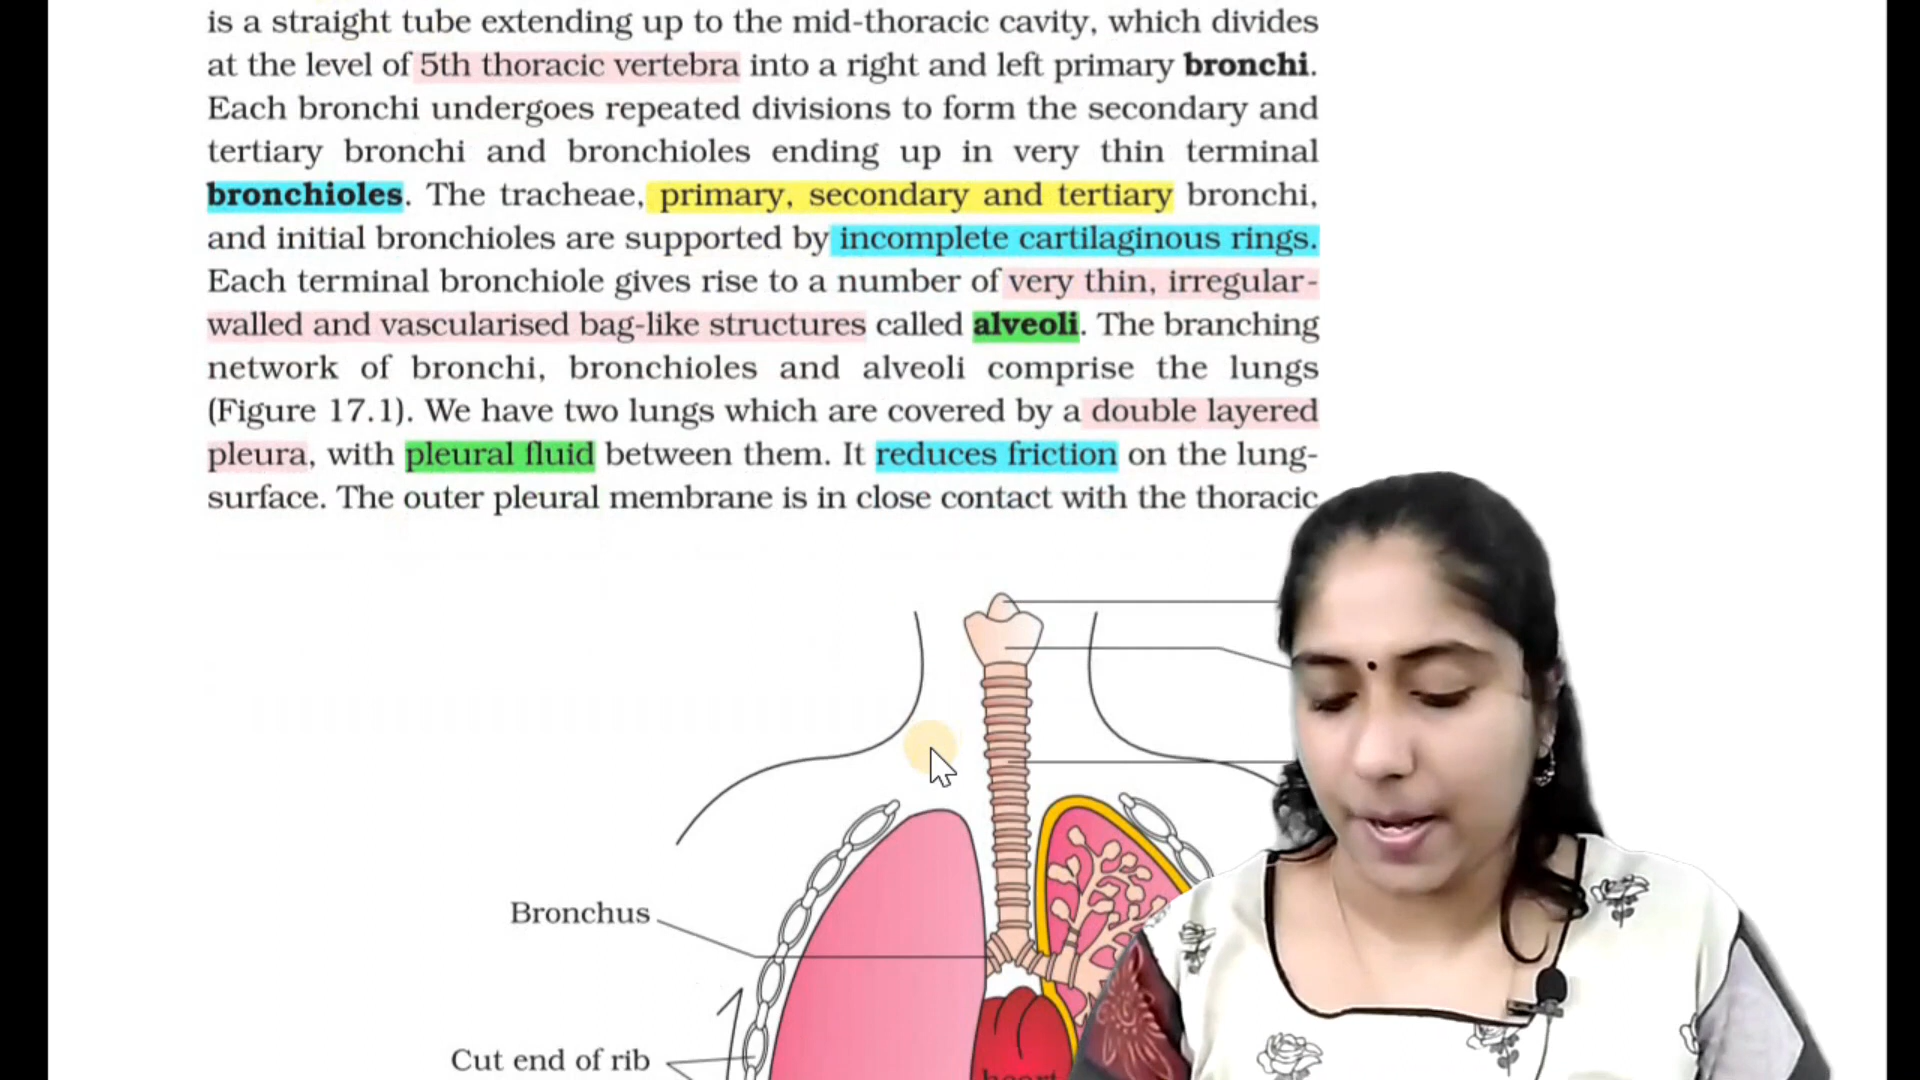 is a straight tube extending up to the mid-thoracic cavity, which divides
at the level of 5th thoracic vertebra into a right and left primary bronchi.
Each bronchi undergoes repeated divisions to form the secondary and
tertiary bronchi and bronchioles ending up in very thin terminal
bronchioles. The tracheae, primary, secondary and tertiary bronchi,
and initial bronchioles are supported by incomplete cartilaginous rings.
Each terminal bronchiole gives rise to a number of very thin, irregular-
walled and vascularised bag-like structures called alveoli. The branching
network of bronchi, bronchioles and alveoli comprise the lungs
(Figure 17.1). We have two lungs which are covered by a double layered
pleura, with pleural fluid between them. It reduces friction on the lung-
surface. The outer pleural membrane is in close contact with the thoracic
Bronchus
Cut end of rib
heart